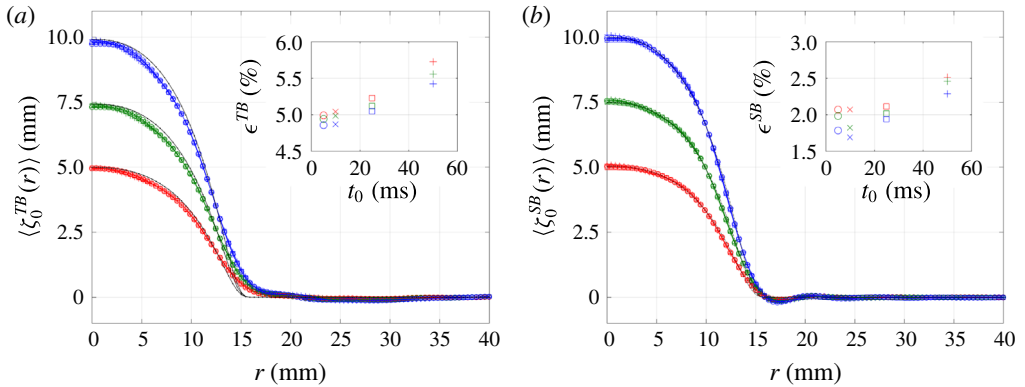 (a)
10.0
7.5
5.0
2.5
0
⟨ζ₀ᵀᴮ(r)⟩ (mm)
0 5 10 15 20 25 30 35 40
r (mm)
6.0
5.5
5.0
4.5
ϵᵀᴮ (%)
0 20 40 60
t₀ (ms)
(b)
10.0
7.5
5.0
2.5
0
⟨ζ₀ˢᴮ(r)⟩ (mm)
0 5 10 15 20 25 30 35 40
r (mm)
3.0
2.5
2.0
1.5
ϵˢᴮ (%)
0 20 40 60
t₀ (ms)